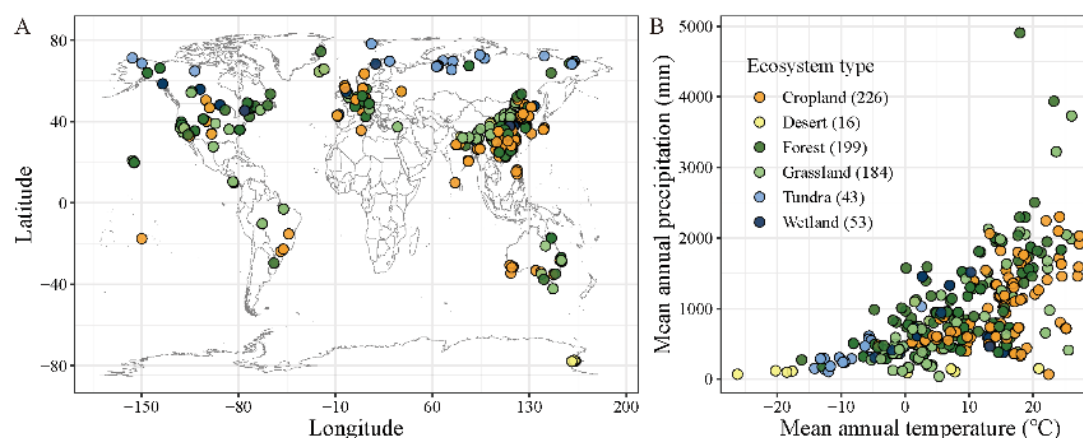 A
80
40
0
−40
−80
Latitude
−150
−80
−10
60
130
200
Longitude
B
5000
4000
3000
2000
1000
0
Mean annual precipitation (mm)
Ecosystem type
Cropland (226)
Desert (16)
Forest (199)
Grassland (184)
Tundra (43)
Wetland (53)
−20
−10
0
10
20
Mean annual temperature (°C)